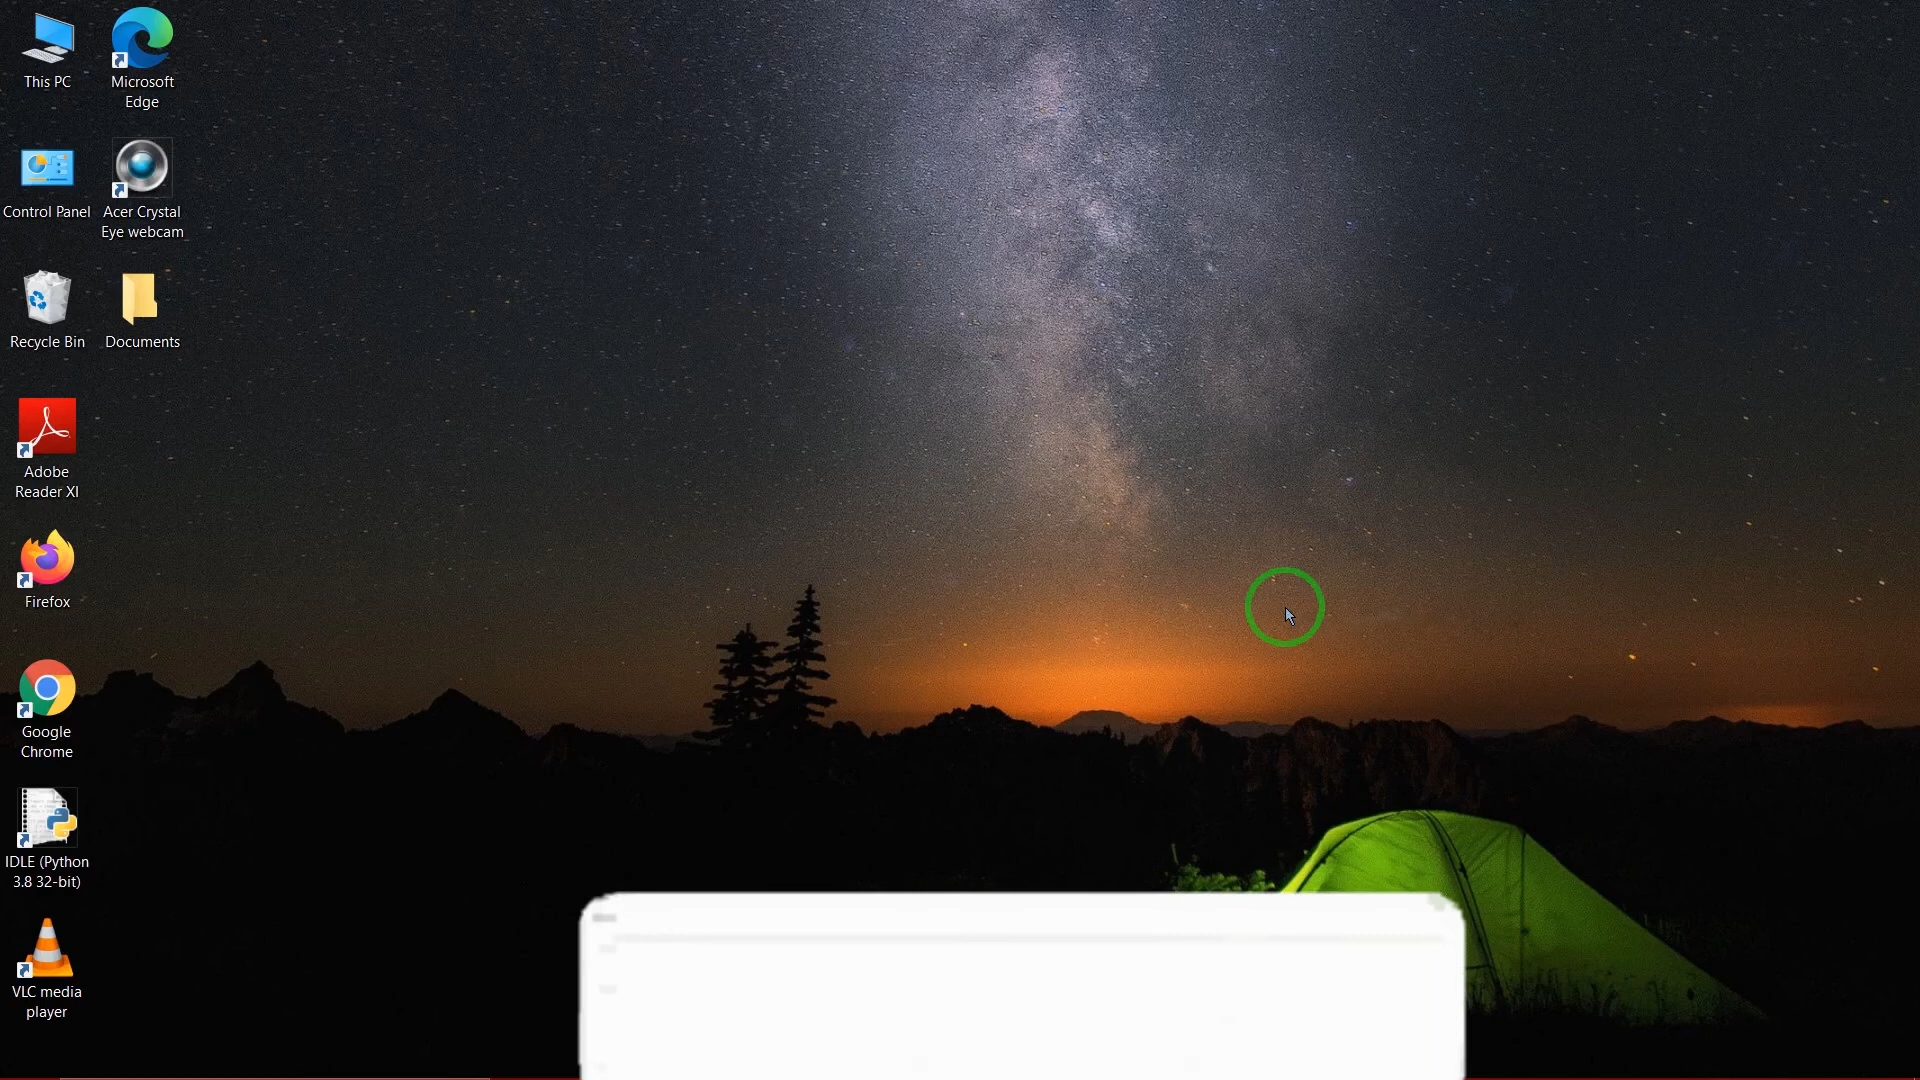 This PC
Microsoft
Edge
Control Panel
Acer Crystal
Eye webcam
Recycle Bin
Documents
Adobe
Reader XI
Firefox
Google
Chrome
IDLE (Python
3.8 32-bit)
VLC media
player